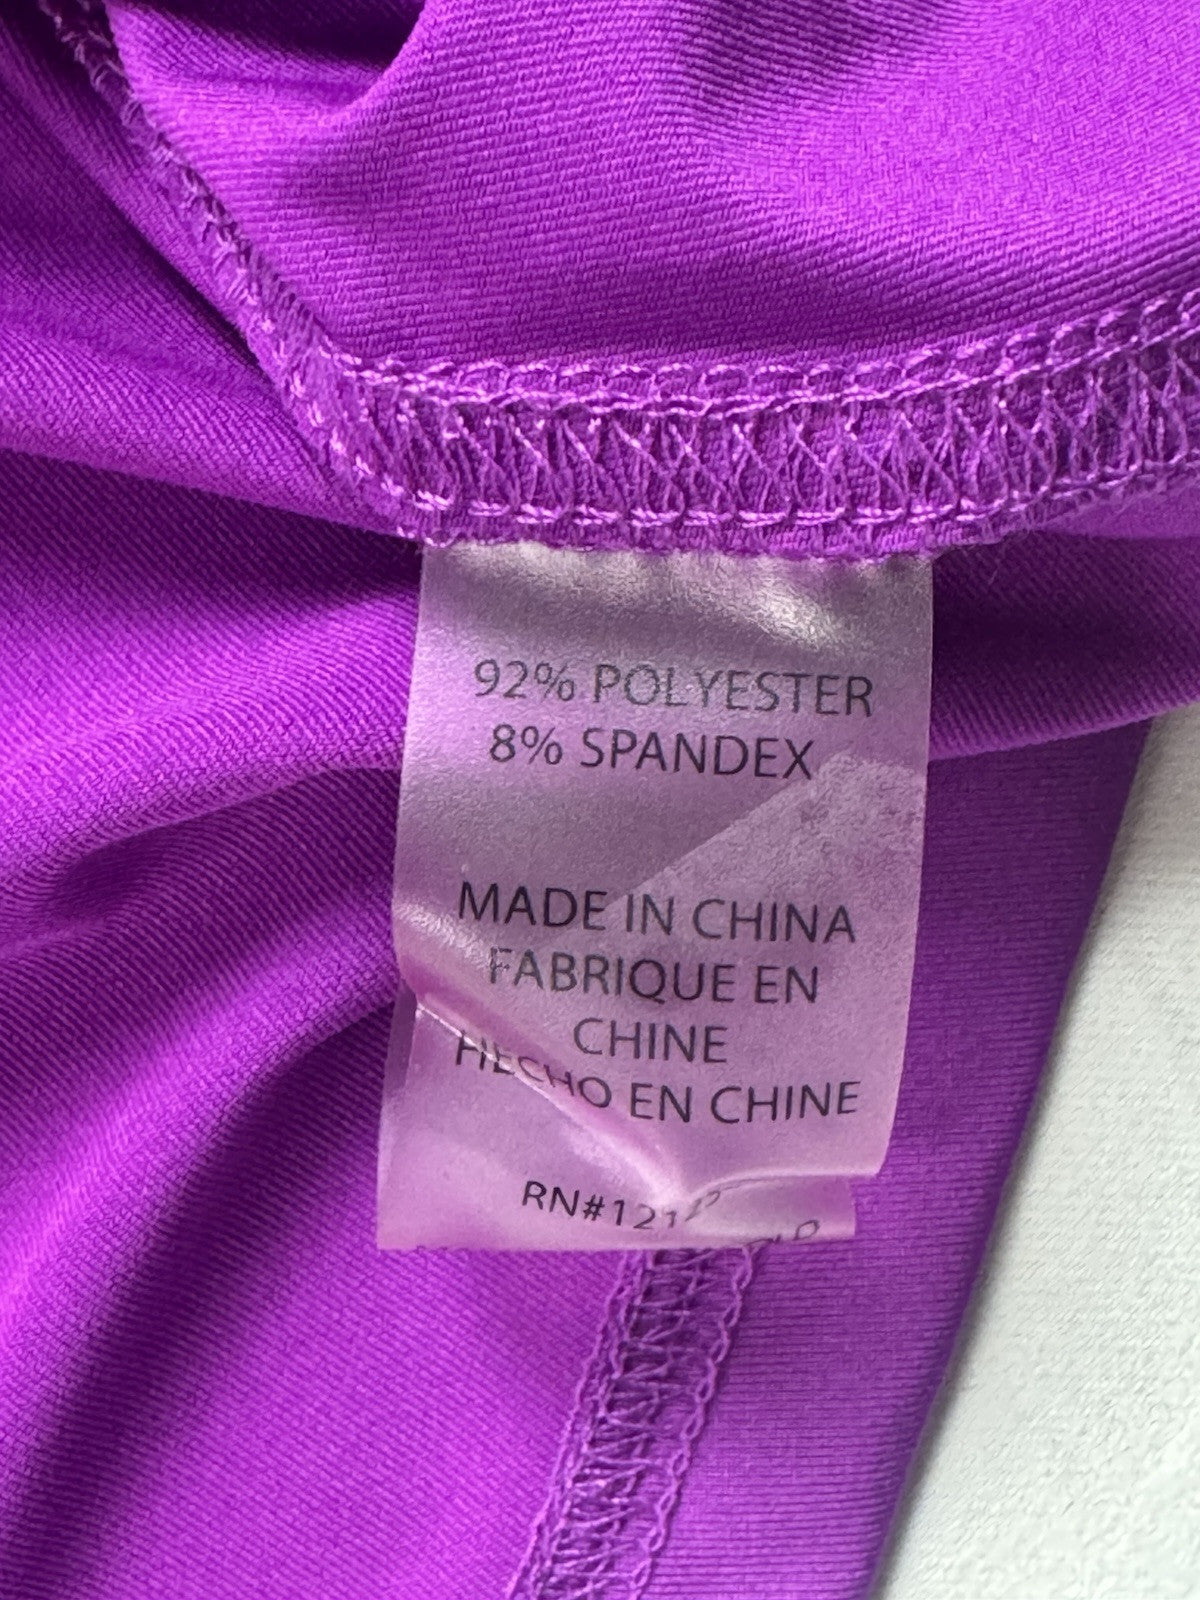 92% POLYESTER
8% SPANDEX
MADE IN CHINA
FABRIQUE EN
CHINE
HECHO EN CHINE